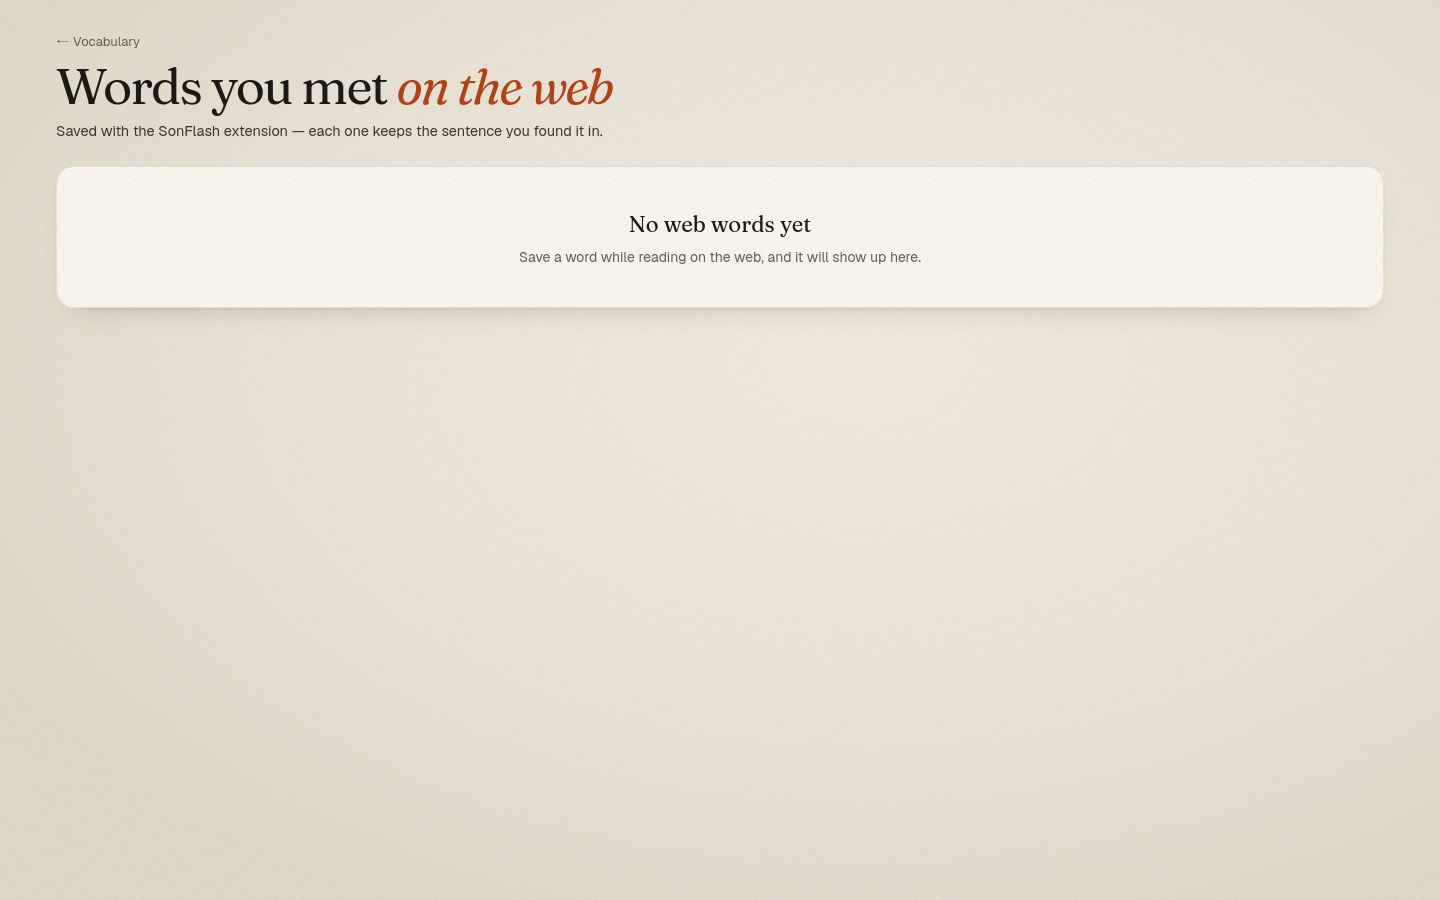 ← Vocabulary
Words you met on the web
Saved with the SonFlash extension — each one keeps the sentence you found it in.
No web words yet
Save a word while reading on the web, and it will show up here.